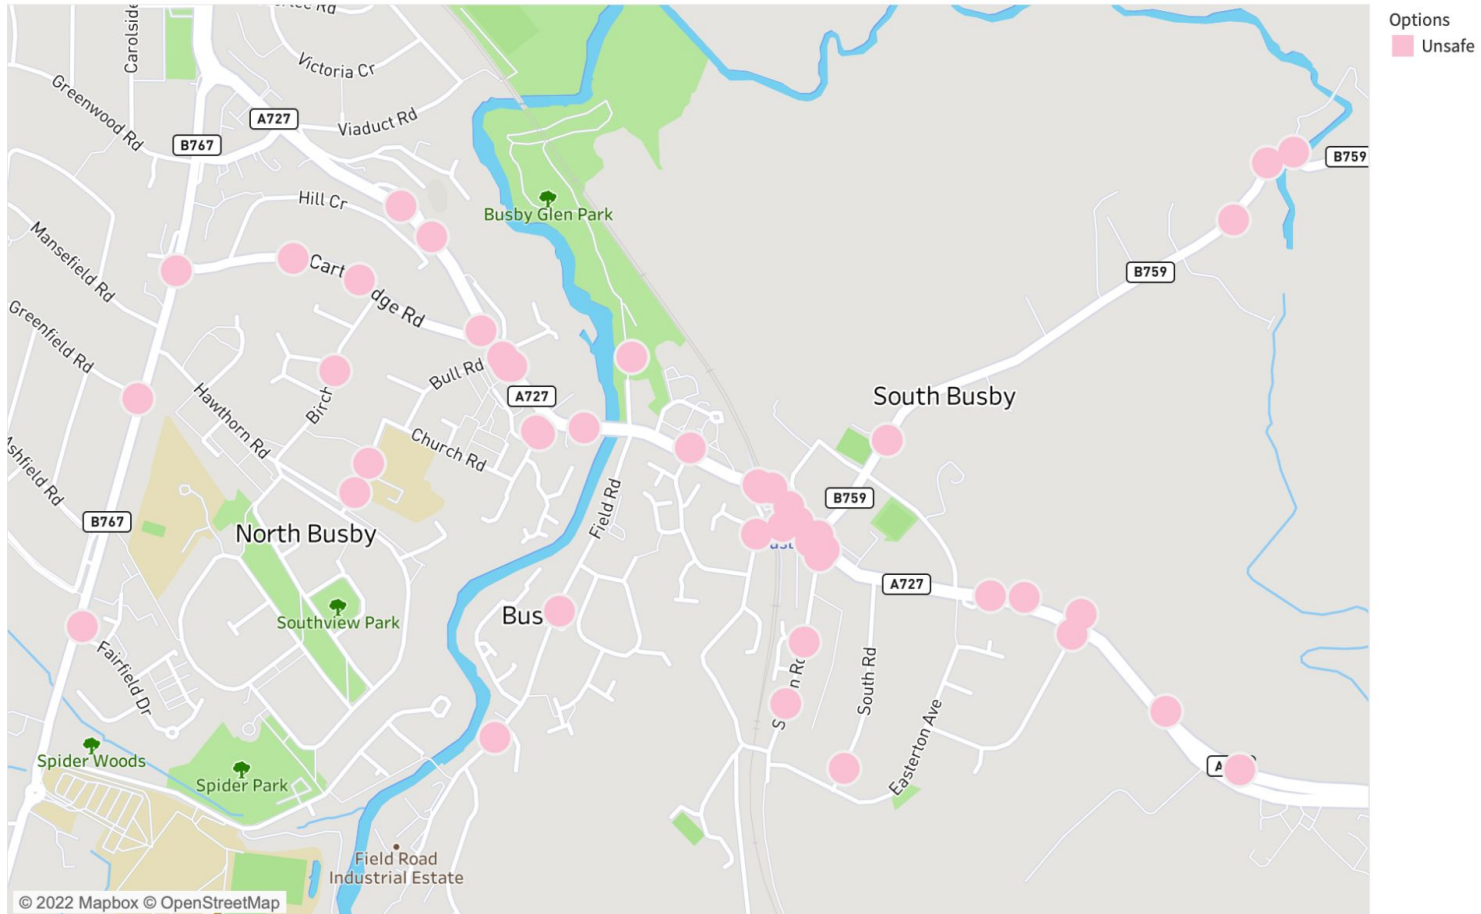 Options
Unsafe
Carolside
Victoria Cr
Greenwood Rd
A727
Viaduct Rd
B767
B759
Hill Cr
Busby Glen Park
Mansefield Rd
Cart
dge Rd
B759
Greenfield Rd
Bull Rd
A727
South Busby
Birch
Hawthorn Rd
Church Rd
Ashfield Rd
B759
Field Rd
B767
North Busby
A727
Bus
Southview Park
Fairfield Dr
South Rd
Easterton Ave
Spider Woods
Spider Park
Field Road
Industrial Estate
© 2022 Mapbox © OpenStreetMap